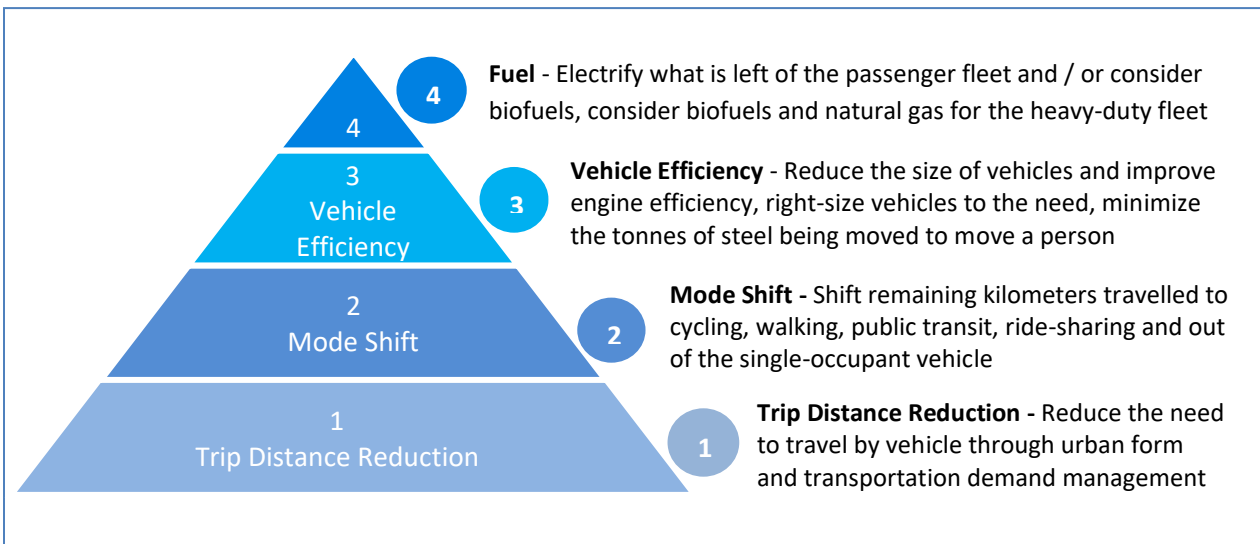 4
Fuel - Electrify what is left of the passenger fleet and / or consider
biofuels, consider biofuels and natural gas for the heavy-duty fleet
4
3
Vehicle
Efficiency
3
Vehicle Efficiency - Reduce the size of vehicles and improve
engine efficiency, right-size vehicles to the need, minimize
the tonnes of steel being moved to move a person
2
Mode Shift
2
Mode Shift - Shift remaining kilometers travelled to
cycling, walking, public transit, ride-sharing and out
of the single-occupant vehicle
1
Trip Distance Reduction
1
Trip Distance Reduction - Reduce the need
to travel by vehicle through urban form
and transportation demand management